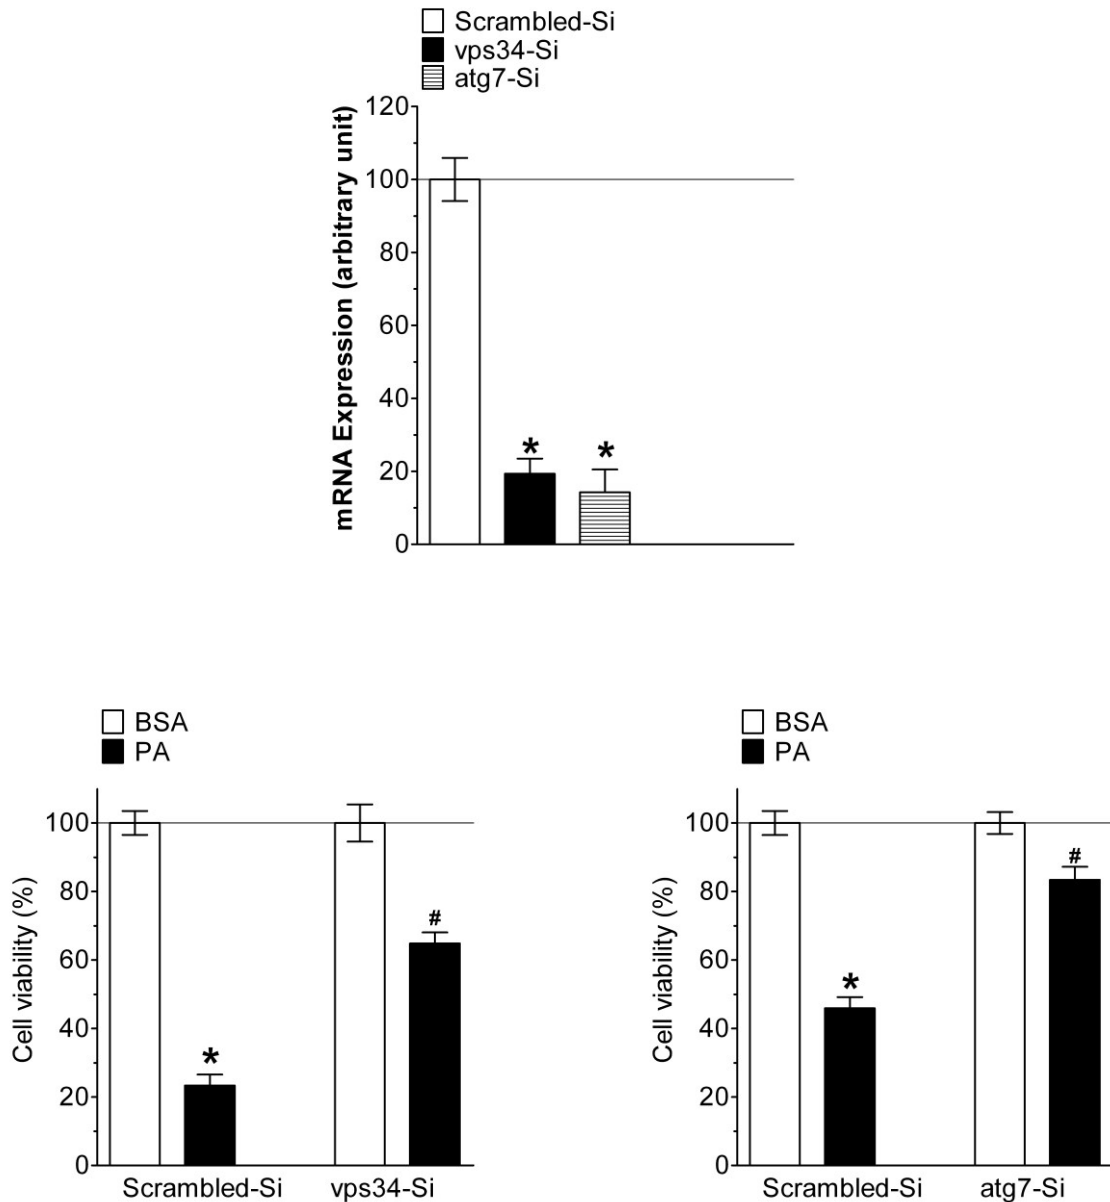 Scrambled-Si
vps34-Si
atg7-Si
mRNA Expression (arbitrary unit)
120
100
80
60
40
20
0
*
*
BSA
PA
Cell viability (%)
100
80
60
40
20
0
*
#
Scrambled-Si
vps34-Si
BSA
PA
Cell viability (%)
100
80
60
40
20
0
*
#
Scrambled-Si
atg7-Si